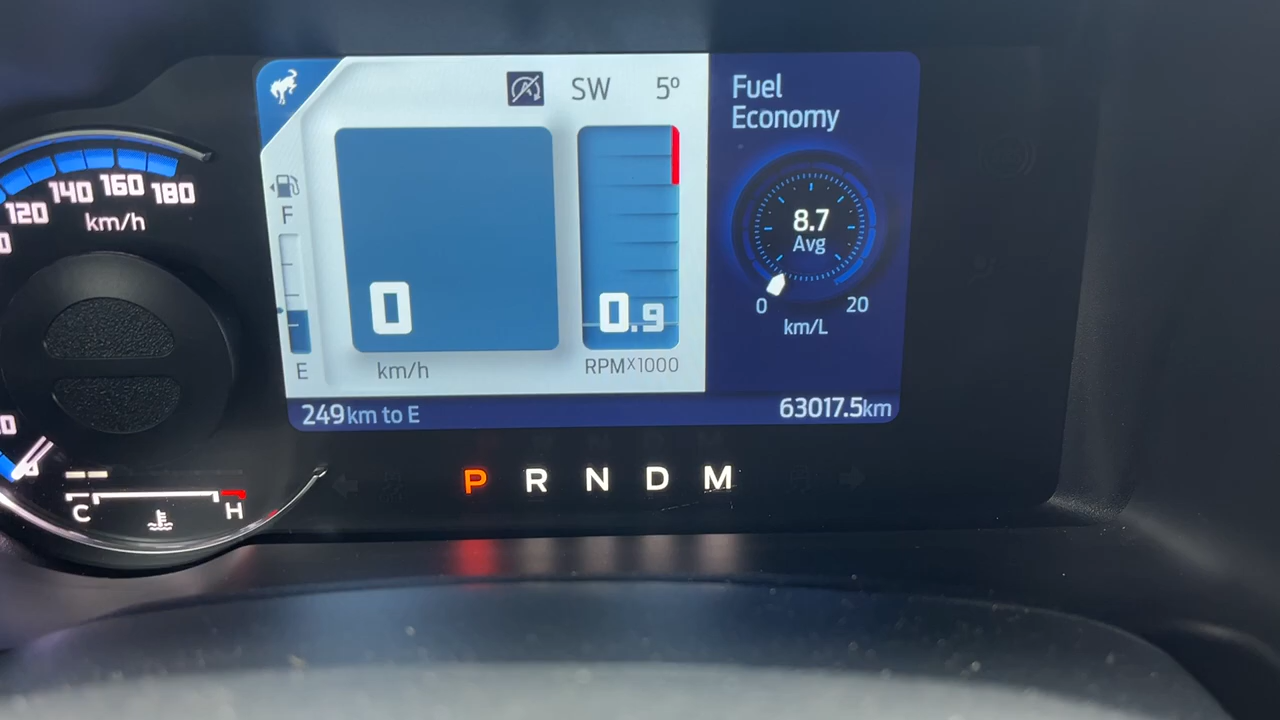 SW 5º
Fuel
Economy
120 140 160 180
km/h
F
8.7
Avg
0
0.9
0 20
km/L
E
km/h
RPMX1000
249km to E
63017.5km
P R N D M
C H